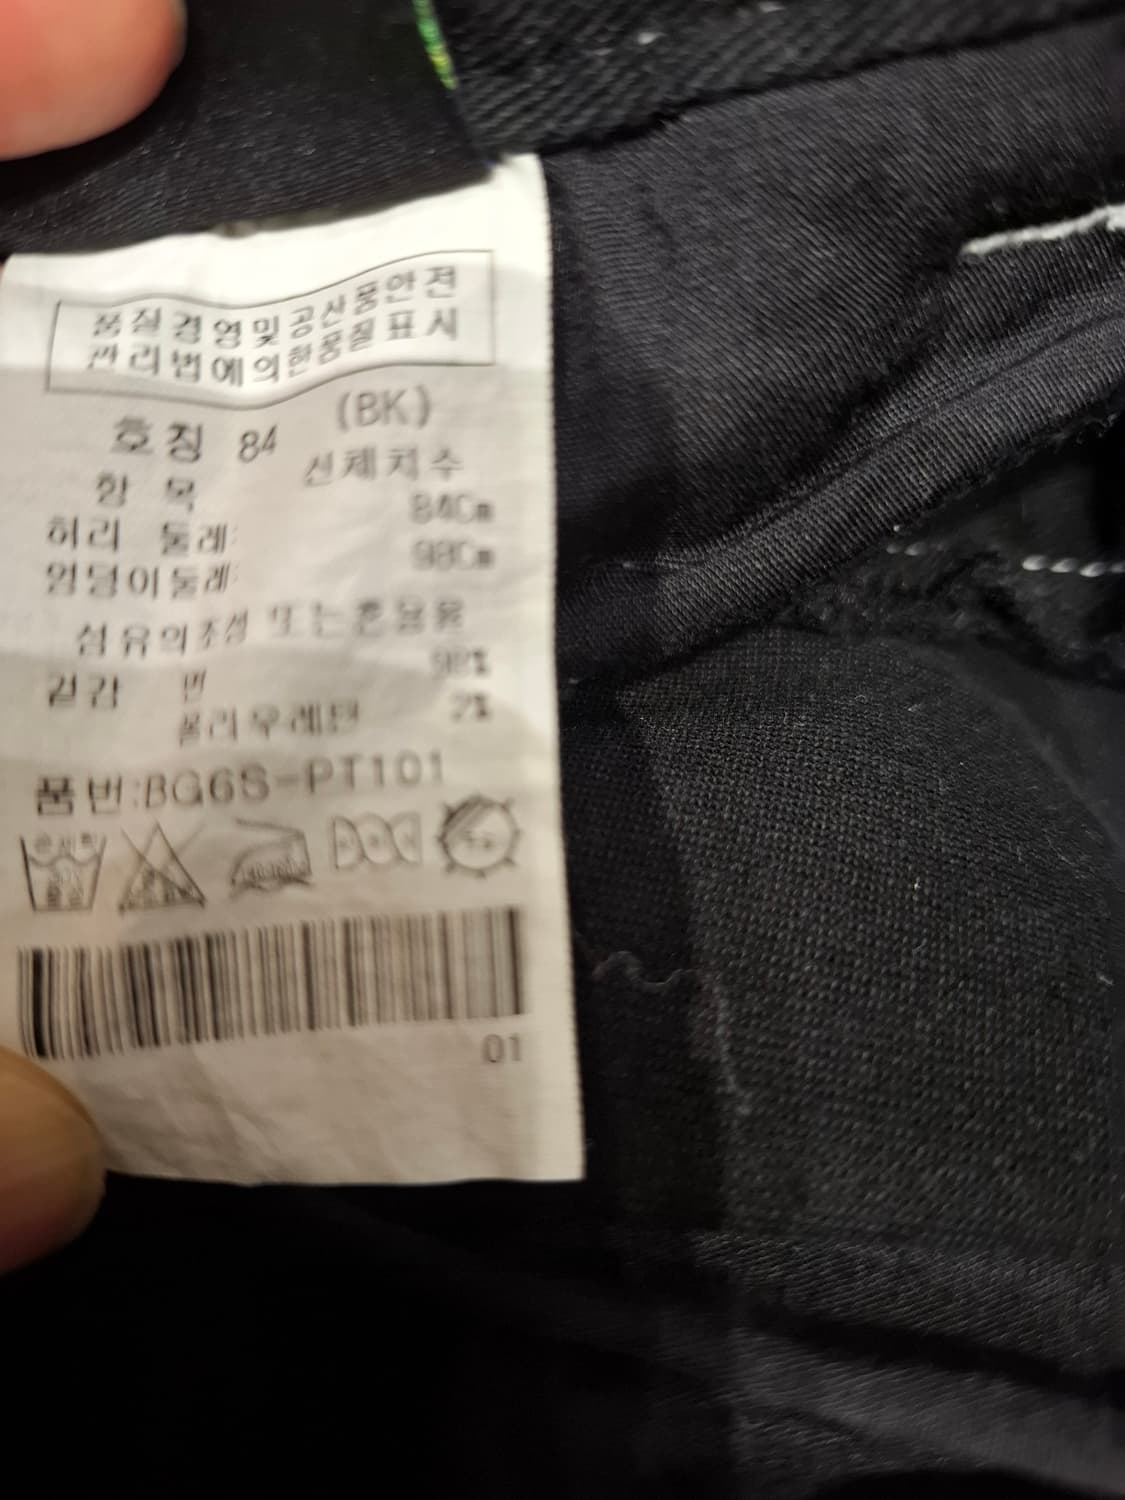 품질경영및공산품안전
관리법에의한품질표시
(BK)
호칭 84
항 목 신체치수
허리 둘레: 84Cm
엉덩이둘레: 98Cm
섬유의조성 또는혼용율
겉감 면 98%
폴리우레탄 2%
품번:BG6S-PT101
01